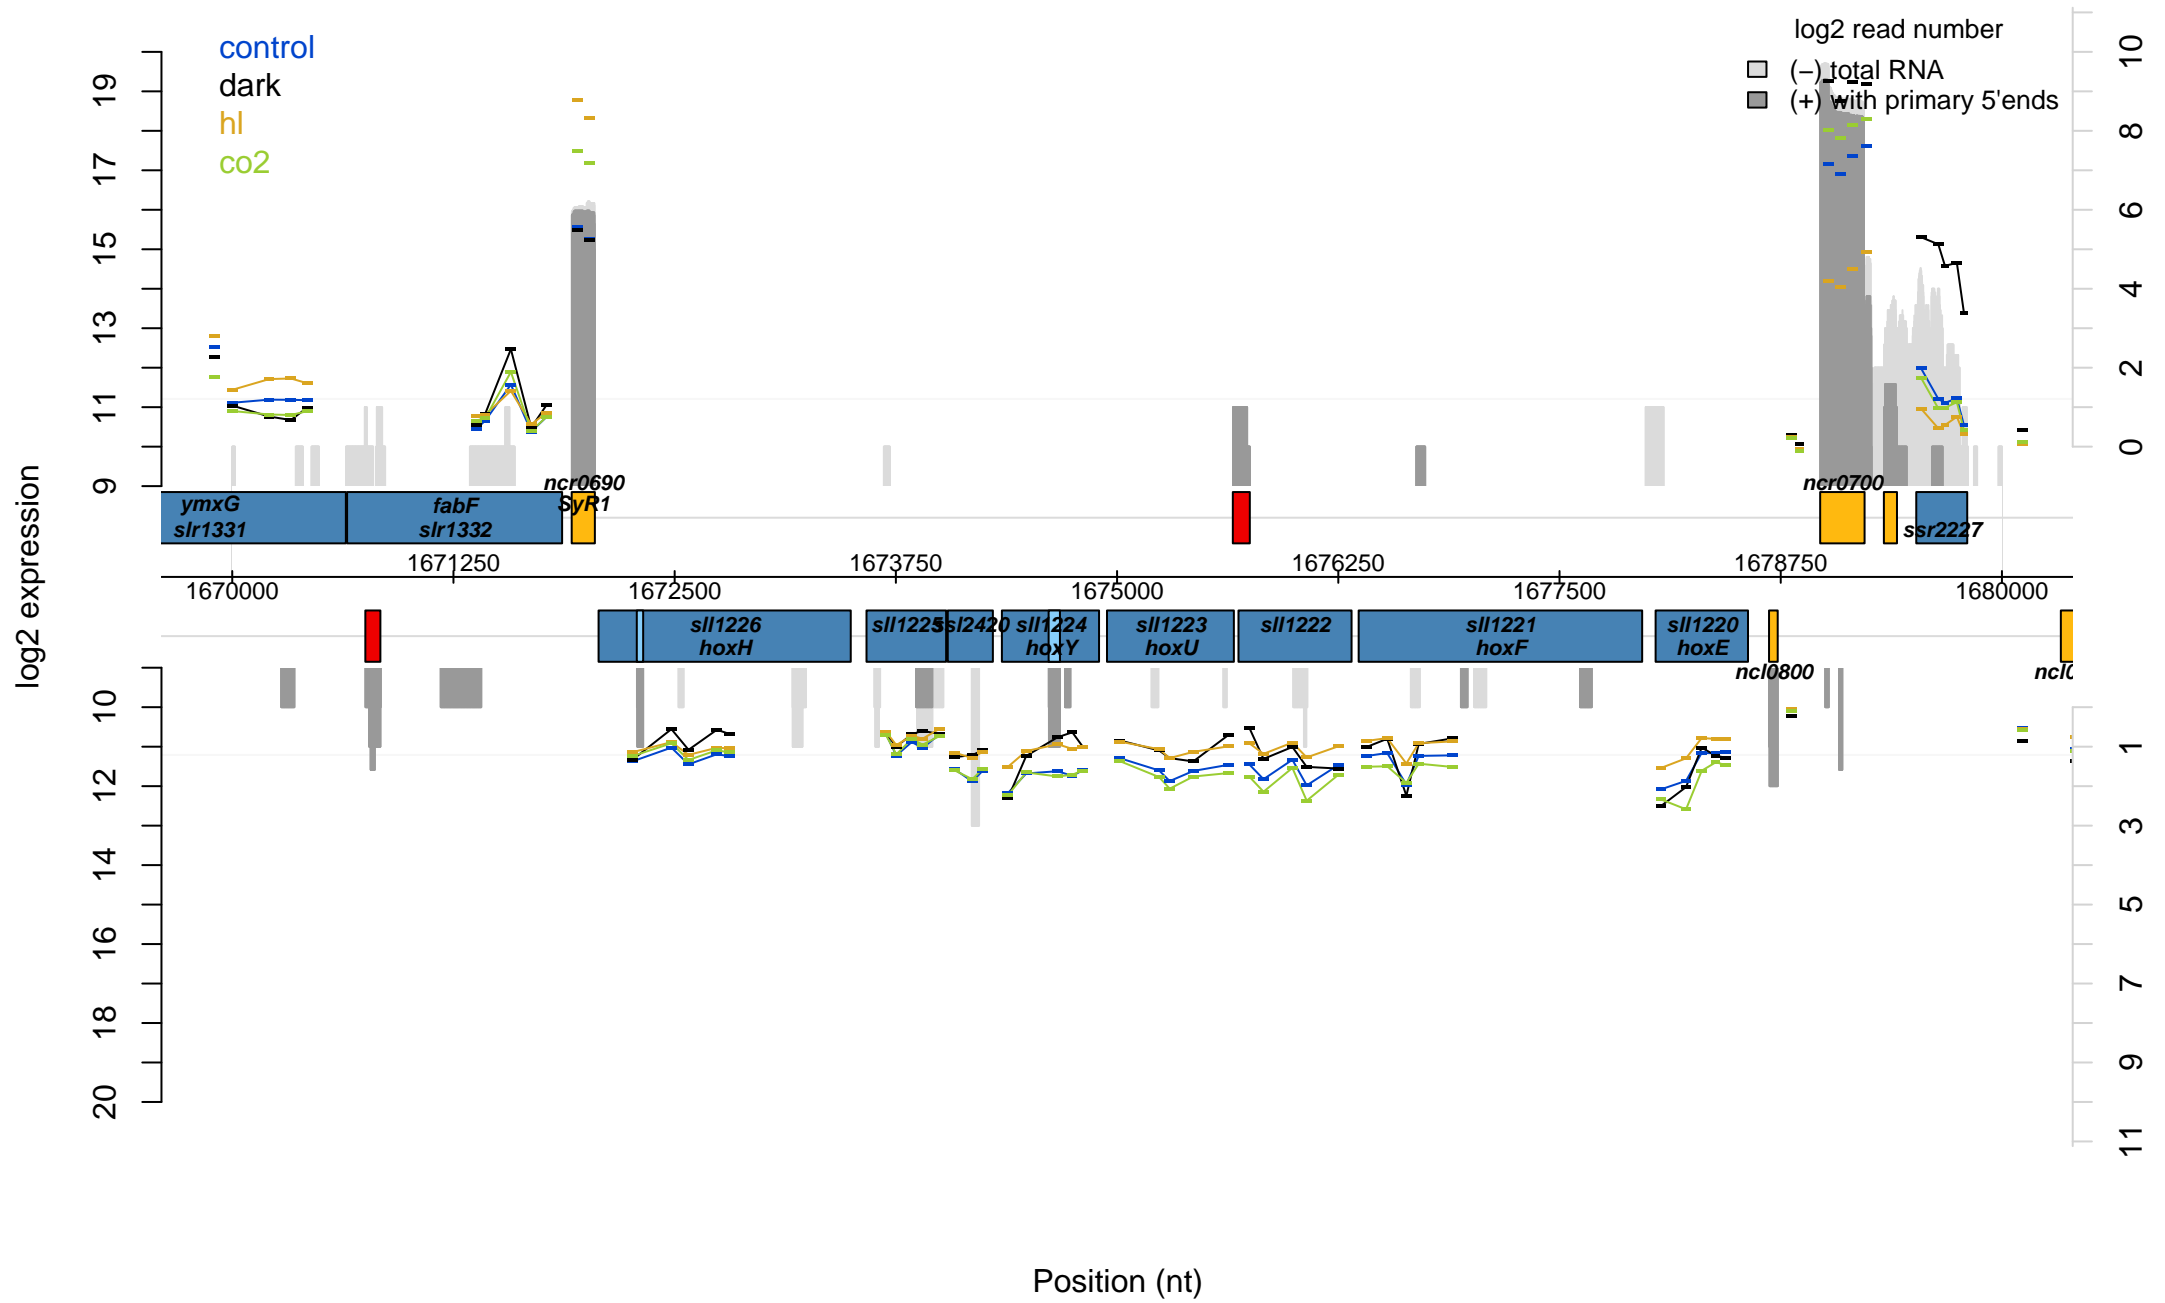 control
dark
hl
co2
log2 read number
(−) total RNA
(+) with primary 5'ends
19
17
15
13
11
9
10
8
6
4
2
0
log2 expression
ncr0690
SyR1
ncr0700
ymxG
slr1331
fabF
slr1332
ssr2227
1671250
1673750
1676250
1678750
1670000
1672500
1675000
1677500
1680000
sll1226
hoxH
sll1225
ssl2420
sll1224
hoxY
sll1223
hoxU
sll1222
sll1221
hoxF
sll1220
hoxE
ncl0800
ncl0
10
12
14
16
18
20
1
3
5
7
9
11
Position (nt)